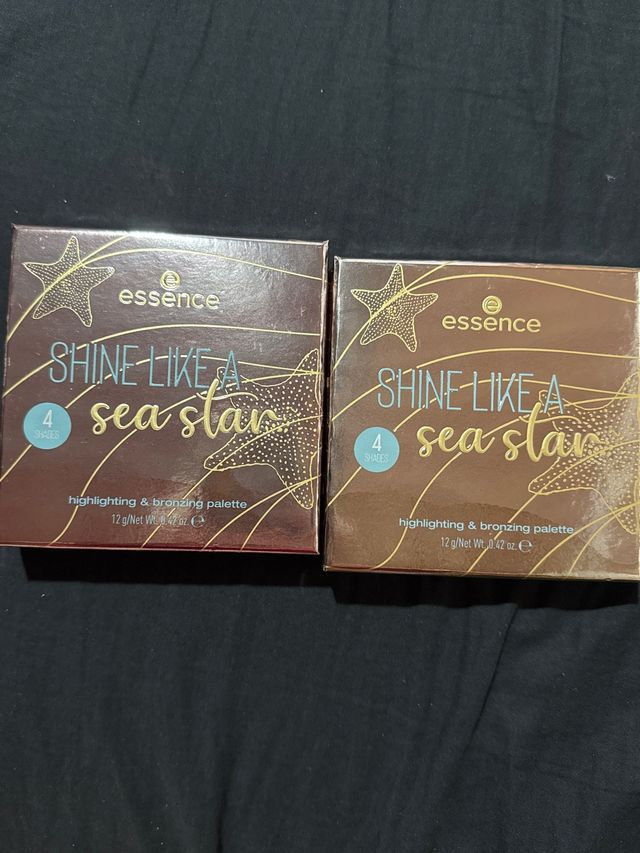 essence
SHINE LIKE A
sea star
4
SHADES
highlighting & bronzing palette
12 g/Net Wt. 0.42 oz. ℮
essence
SHINE LIKE A
sea star
4
SHADES
highlighting & bronzing palette
12 g/Net Wt. 0.42 oz. ℮